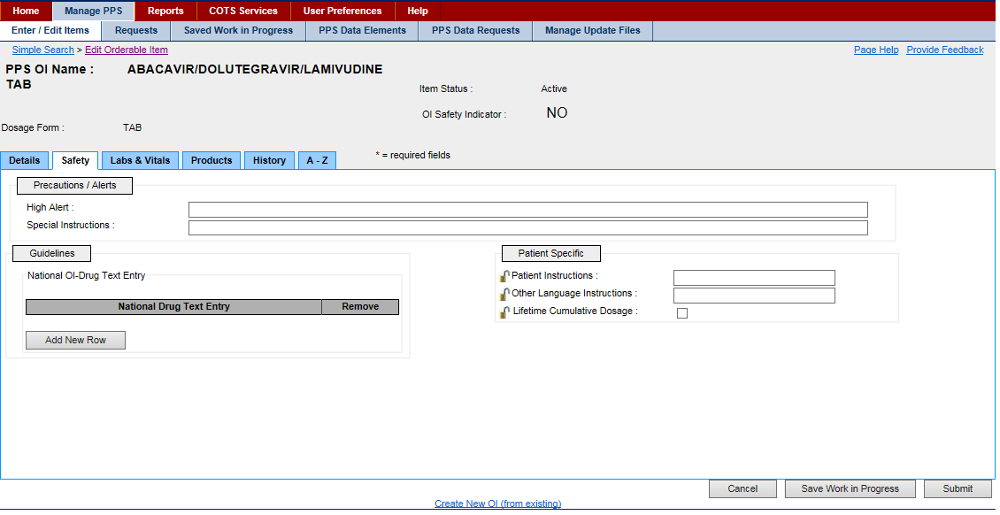 Home Manage PPS Reports COTS Services User Preferences Help
Enter / Edit Items Requests Saved Work in Progress PPS Data Elements PPS Data Requests Manage Update Files
Simple Search > Edit Orderable Item Page Help Provide Feedback
PPS OI Name : ABACAVIR/DOLUTEGRAVIR/LAMIVUDINE
TAB
Item Status : Active
OI Safety Indicator : NO
Dosage Form : TAB
* = required fields
Details Safety Labs & Vitals Products History A - Z
Precautions / Alerts
High Alert :
Special Instructions :
Guidelines
National OI-Drug Text Entry
National Drug Text Entry Remove
Add New Row
Patient Specific
Patient Instructions :
Other Language Instructions :
Lifetime Cumulative Dosage :
Cancel Save Work in Progress Submit
Create New OI (from existing)